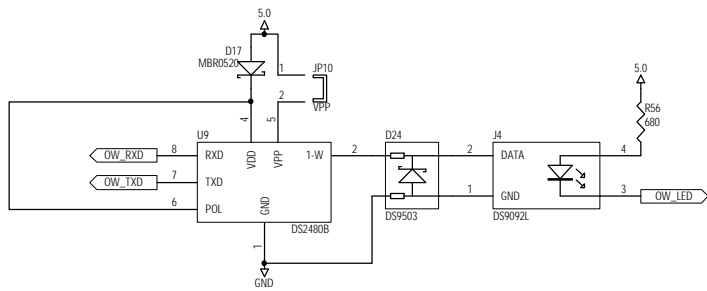 5.0
D17
MBR0520
1
JP10
2
VPP
5.0
R56
680
4
5
U9
D24
J4
OW_RXD
8
RXD
VDD
VPP
1-W
2
2
DATA
4
OW_TXD
7
TXD
6
POL
GND
1
GND
3
OW_LED
DS2480B
DS9503
DS9092L
1
GND